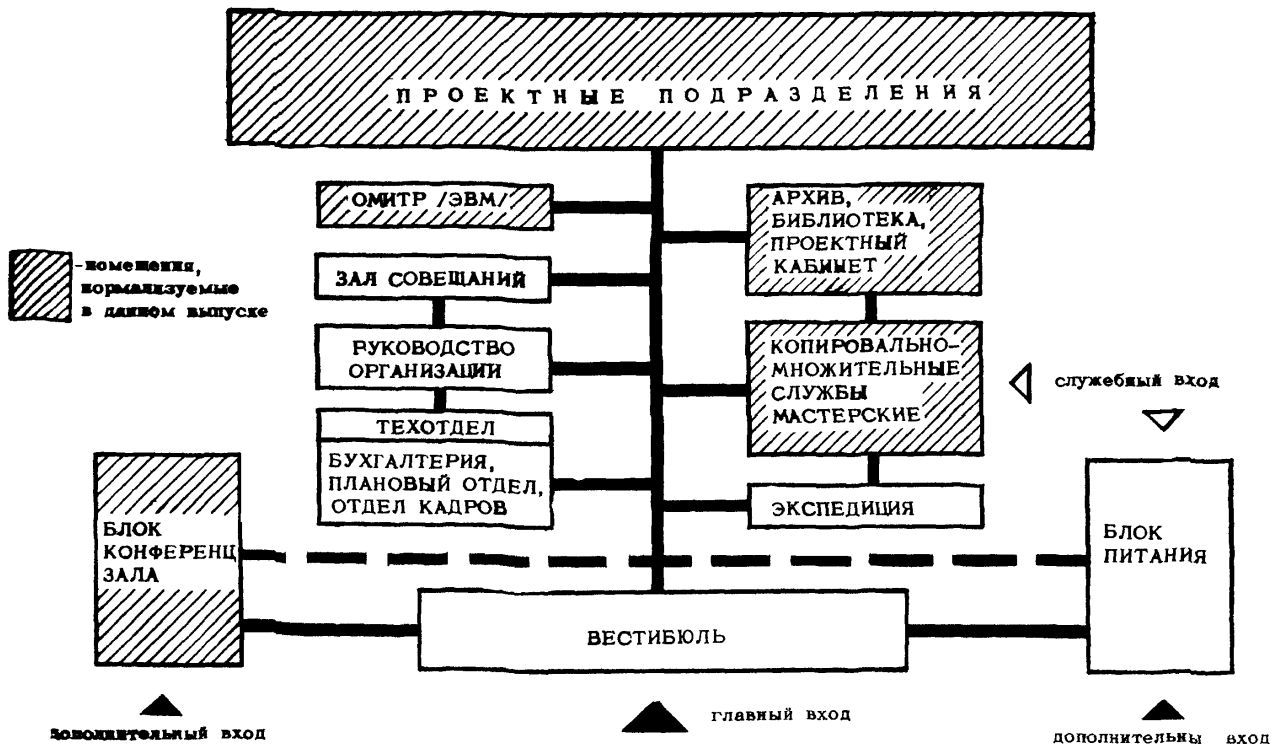 ПРОЕКТНЫЕ ПОДРАЗДЕЛЕНИЯ
ОМИТР /ЭВМ/
АРХИВ,
БИБЛИОТЕКА,
ПРОЕКТНЫЙ
КАБИНЕТ
-помещения,
нормализуемые
в данном выпуске
ЗАЛ СОВЕЩАНИЙ
РУКОВОДСТВО
ОРГАНИЗАЦИИ
КОПИРОВАЛЬНО-
МНОЖИТЕЛЬНЫЕ
СЛУЖБЫ
МАСТЕРСКИЕ
служебный вход
ТЕХОТДЕЛ
БУХГАЛТЕРИЯ,
ПЛАНОВЫЙ ОТДЕЛ,
ОТДЕЛ КАДРОВ
ЭКСПЕДИЦИЯ
БЛОК
КОНФЕРЕНЦ
ЗАЛА
БЛОК
ПИТАНИЯ
ВЕСТИБЮЛЬ
дополнительный вход
главный вход
дополнительны вход